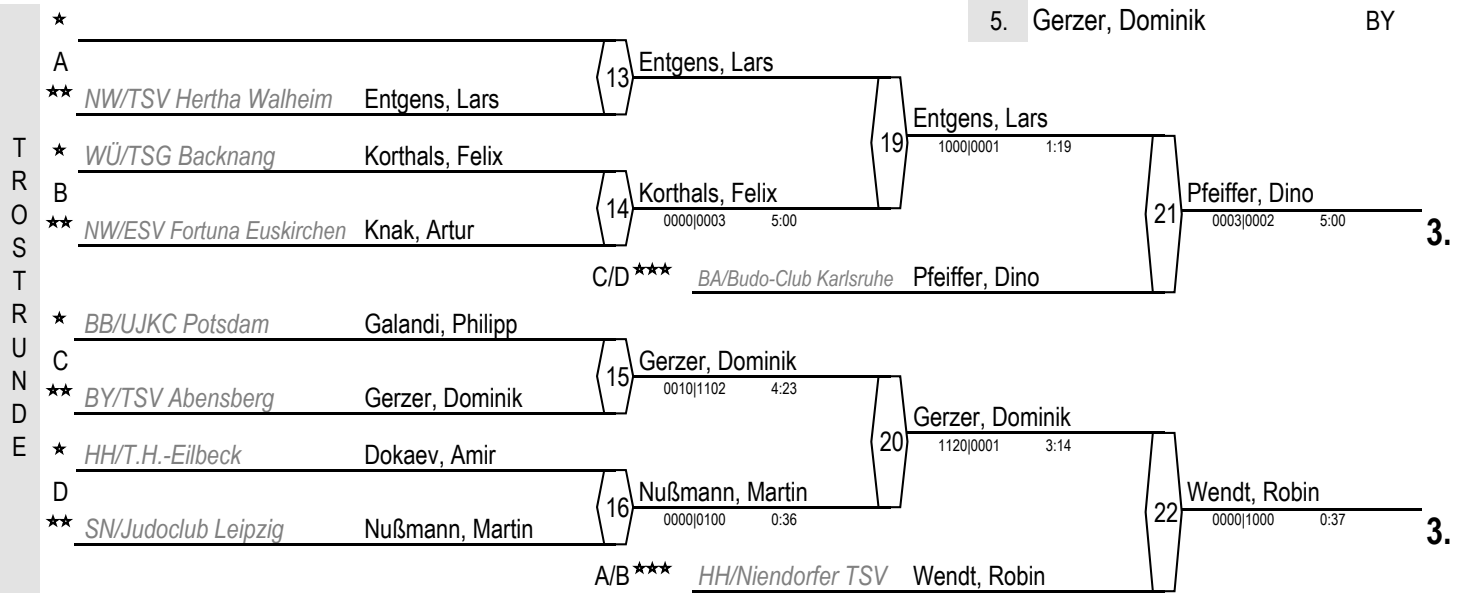 5. Gerzer, Dominik BY
TROSTRUNDE
A
13 Entgens, Lars
NW/TSV Hertha Walheim Entgens, Lars
19 Entgens, Lars
1000|0001 1:19
WÜ/TSG Backnang Korthals, Felix
B
14 Korthals, Felix
0000|0003 5:00
21 Pfeiffer, Dino
0003|0002 5:00
3.
NW/ESV Fortuna Euskirchen Knak, Artur
C/D BA/Budo-Club Karlsruhe Pfeiffer, Dino
BB/UJKC Potsdam Galandi, Philipp
C
15 Gerzer, Dominik
0010|1102 4:23
BY/TSV Abensberg Gerzer, Dominik
20 Gerzer, Dominik
1120|0001 3:14
HH/T.H.-Eilbeck Dokaev, Amir
D
16 Nußmann, Martin
0000|0100 0:36
22 Wendt, Robin
0000|1000 0:37
3.
SN/Judoclub Leipzig Nußmann, Martin
A/B HH/Niendorfer TSV Wendt, Robin